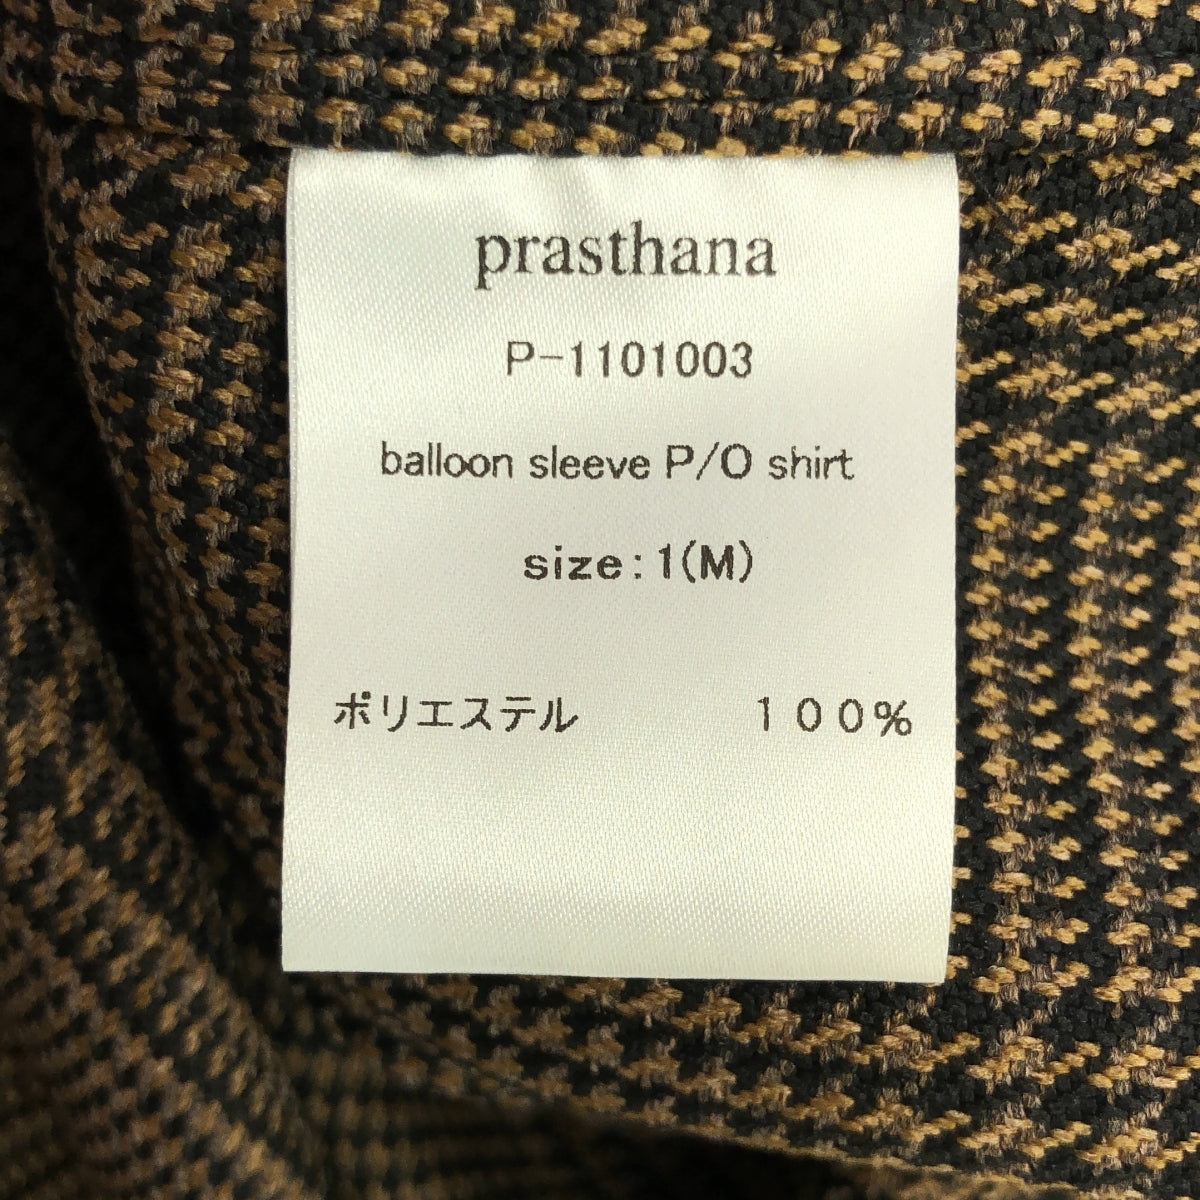 prasthana
P-1101003
balloon sleeve P/O shirt
size:1(M)
ポリエステル 100%